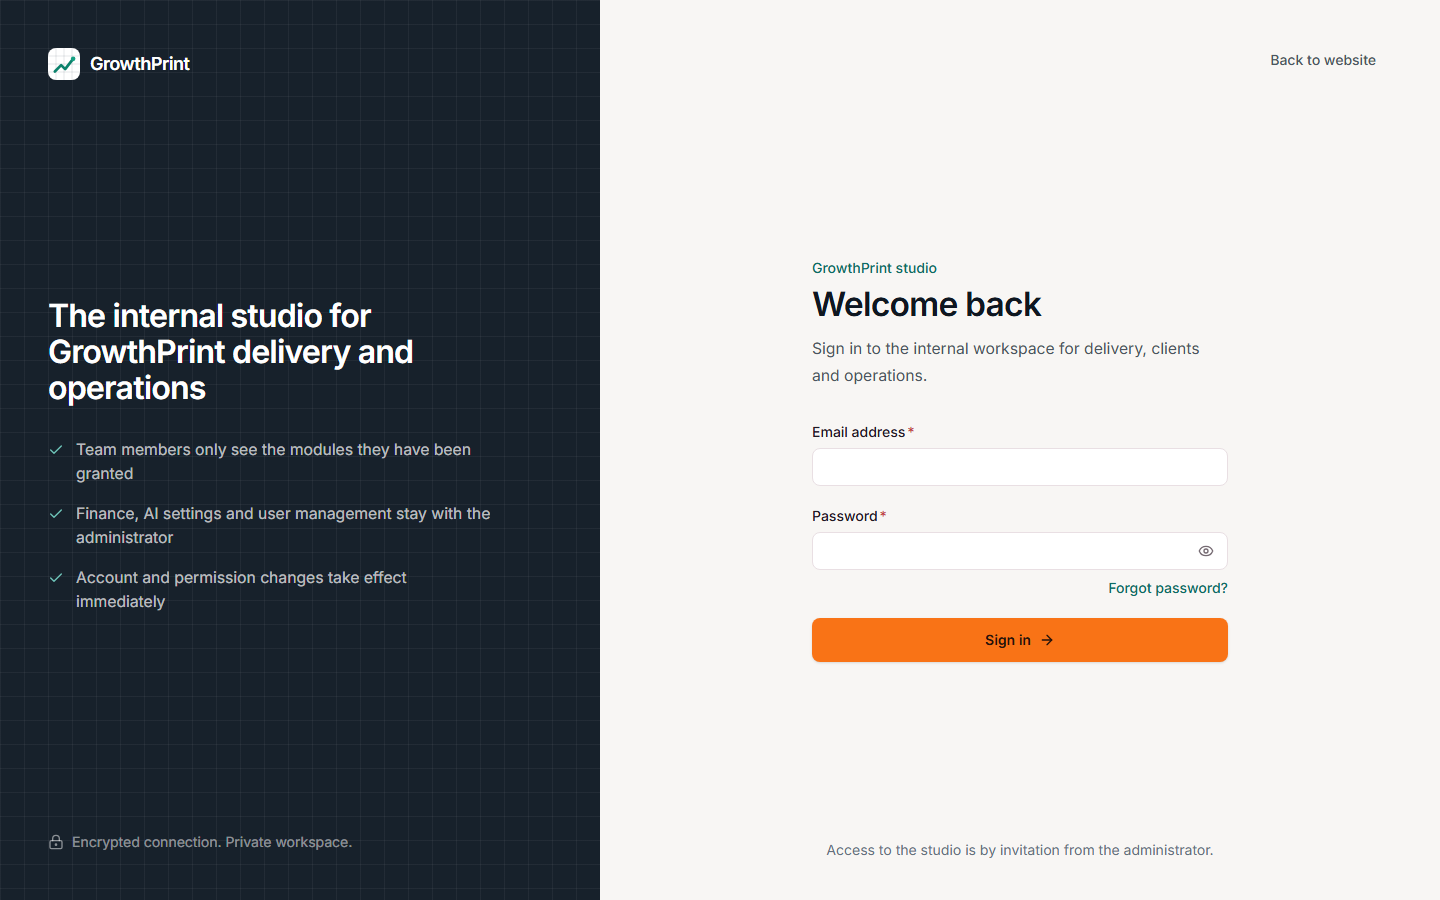 GrowthPrint
The internal studio for
GrowthPrint delivery and
operations
Team members only see the modules they have been
granted
Finance, AI settings and user management stay with the
administrator
Account and permission changes take effect
immediately
Encrypted connection. Private workspace.
Back to website
GrowthPrint studio
Welcome back
Sign in to the internal workspace for delivery, clients
and operations.
Email address*
Password*
Forgot password?
Sign in →
Access to the studio is by invitation from the administrator.